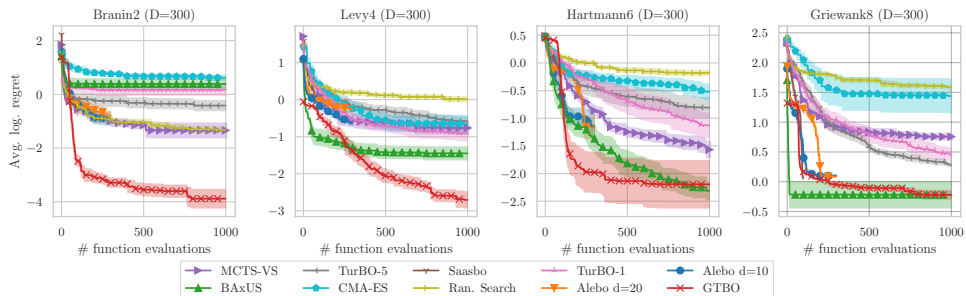 Branin2 (D=300)
Levy4 (D=300)
Hartmann6 (D=300)
Griewank8 (D=300)
Avg. log. regret
2
0
−2
−4
0
500
1000
# function evaluations
1
0
−1
−2
−3
0
500
1000
# function evaluations
0.5
0.0
−0.5
−1.0
−1.5
−2.0
−2.5
0
500
1000
# function evaluations
2.5
2.0
1.5
1.0
0.5
0.0
−0.5
0
500
1000
# function evaluations
MCTS-VS
TurBO-5
Saasbo
TurBO-1
Alebo d=10
BAxUS
CMA-ES
Ran. Search
Alebo d=20
GTBO